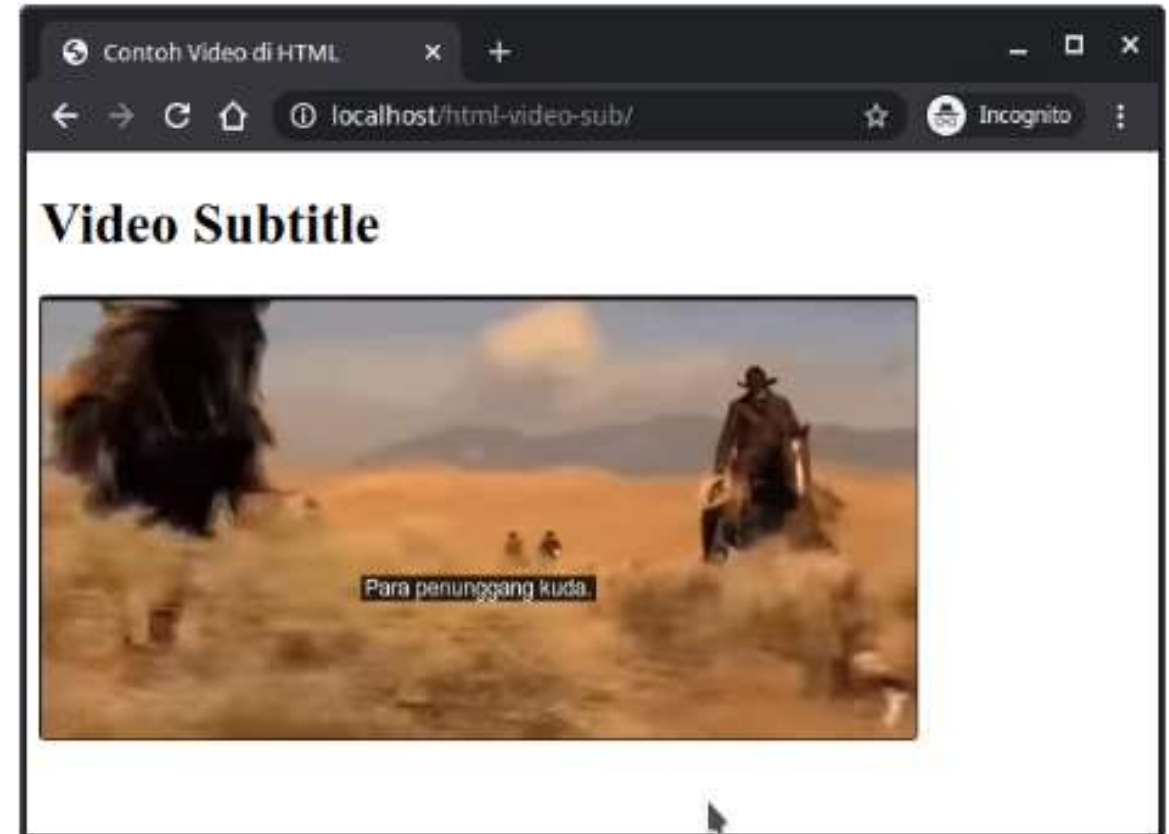 Contoh Video di HTML
localhost/html-video-sub/
Incognito
Video Subtitle
Para penunggang kuda.